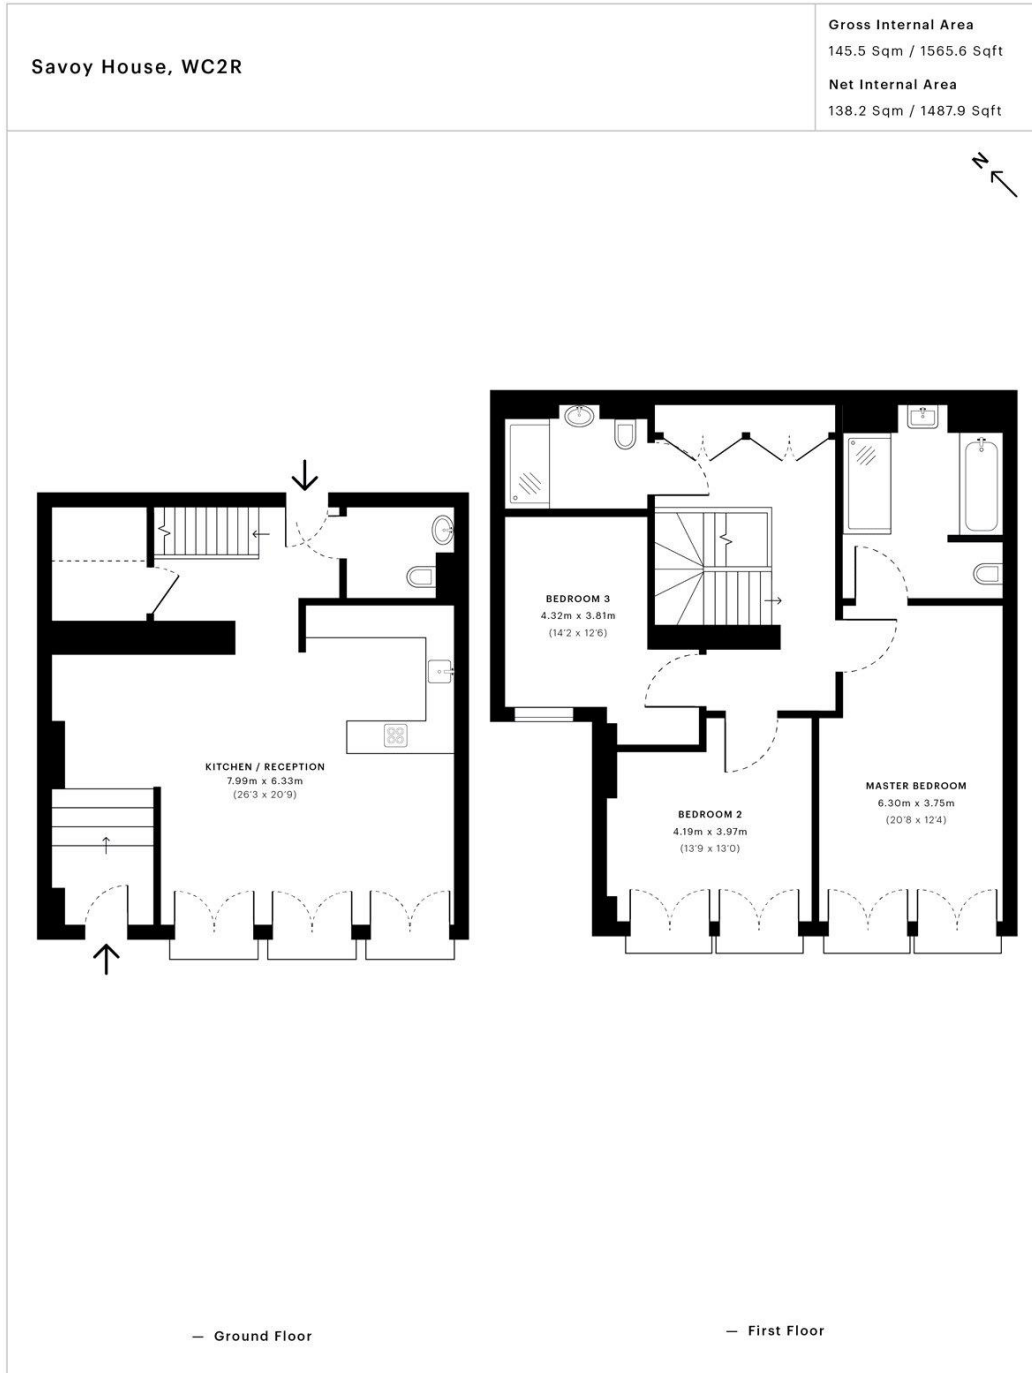 Savoy House, WC2R
Gross Internal Area
145.5 Sqm / 1565.6 Sqft
Net Internal Area
138.2 Sqm / 1487.9 Sqft
N
BEDROOM 3
4.32m x 3.81m
(14'2 x 12'6)
KITCHEN / RECEPTION
7.99m x 6.33m
(26'3 x 20'9)
BEDROOM 2
4.19m x 3.97m
(13'9 x 13'0)
MASTER BEDROOM
6.30m x 3.75m
(20'8 x 12'4)
— Ground Floor
— First Floor